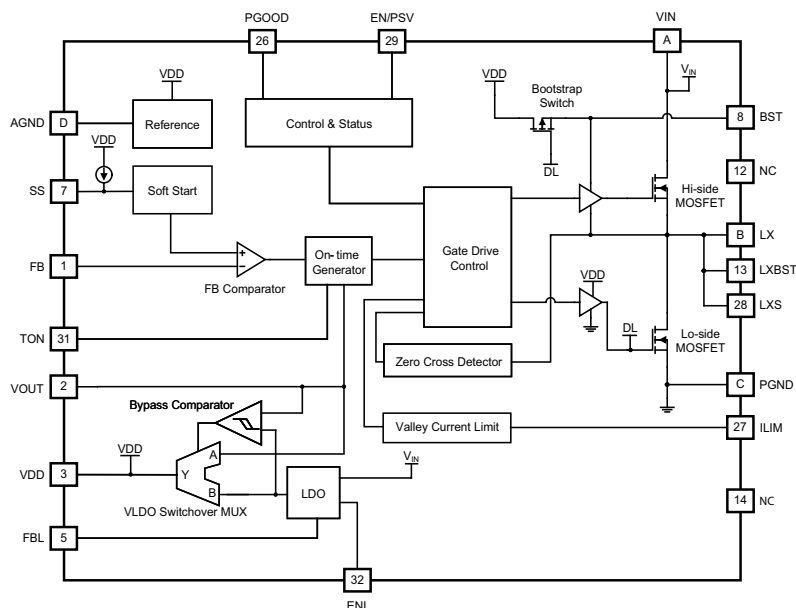 PGOOD
EN/PSV
VIN
26
29
A
VDD
VDD
Bootstrap
Switch
VIN
AGND
D
Reference
Control & Status
8
BST
VDD
DL
12
NC
SS
7
Soft Start
Hi-side
MOSFET
Gate Drive
Control
B
LX
FB
1
+
−
FB Comparator
On-time
Generator
13
LXBST
VDD
28
LXS
TON
31
DL
Lo-side
MOSFET
Zero Cross Detector
VOUT
2
C
PGND
Bypass Comparator
Valley Current Limit
27
ILIM
VDD
3
VDD
Y
A
B
VIN
LDO
VLDO Switchover MUX
14
NC
FBL
5
32
ENL